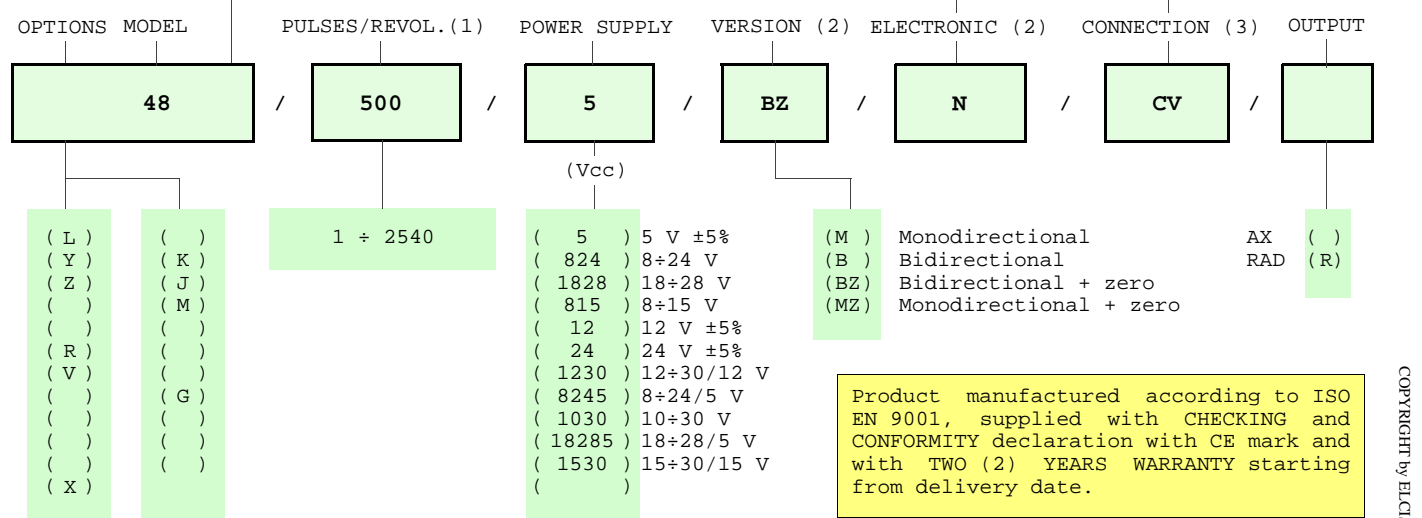 OPTIONS MODEL PULSES/REVOL.(1) POWER SUPPLY VERSION (2) ELECTRONIC (2) CONNECTION (3) OUTPUT
48 / 500 / 5 / BZ / N / CV /
(Vcc)
( L ) ( ) 1 ÷ 2540 ( 5 ) 5 V ±5% (M ) Monodirectional AX ( )
( Y ) ( K ) ( 824 ) 8÷24 V (B ) Bidirectional RAD (R)
( Z ) ( J ) ( 1828 ) 18÷28 V (BZ) Bidirectional + zero
( ) ( M ) ( 815 ) 8÷15 V (MZ) Monodirectional + zero
( ) ( ) ( 12 ) 12 V ±5%
( R ) ( ) ( 24 ) 24 V ±5%
( V ) ( ) ( 1230 ) 12÷30/12 V
( ) ( G ) ( 8245 ) 8÷24/5 V
( ) ( ) ( 1030 ) 10÷30 V
( ) ( ) ( 18285 ) 18÷28/5 V
( ) ( ) ( 1530 ) 15÷30/15 V
( X ) ( )
Product manufactured according to ISO
EN 9001, supplied with CHECKING and
CONFORMITY declaration with CE mark and
with TWO (2) YEARS WARRANTY starting
from delivery date.
COPYRIGHT by